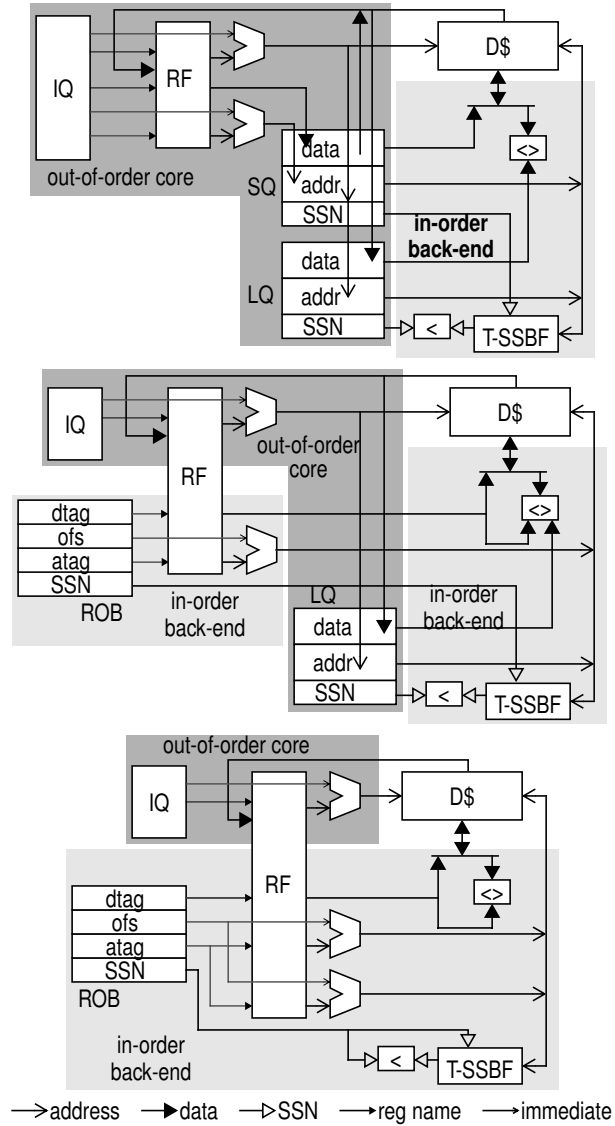 IQ
RF
D$
out-of-order core
SQ
data
addr
SSN
<>
in-order
back-end
LQ
data
addr
SSN
<
T-SSBF
IQ
RF
D$
out-of-order
core
<>
dtag
ofs
atag
SSN
ROB
in-order
back-end
LQ
data
addr
SSN
in-order
back-end
<
T-SSBF
out-of-order core
IQ
RF
D$
<>
dtag
ofs
atag
SSN
ROB
in-order
back-end
<
T-SSBF
address data SSN reg name immediate